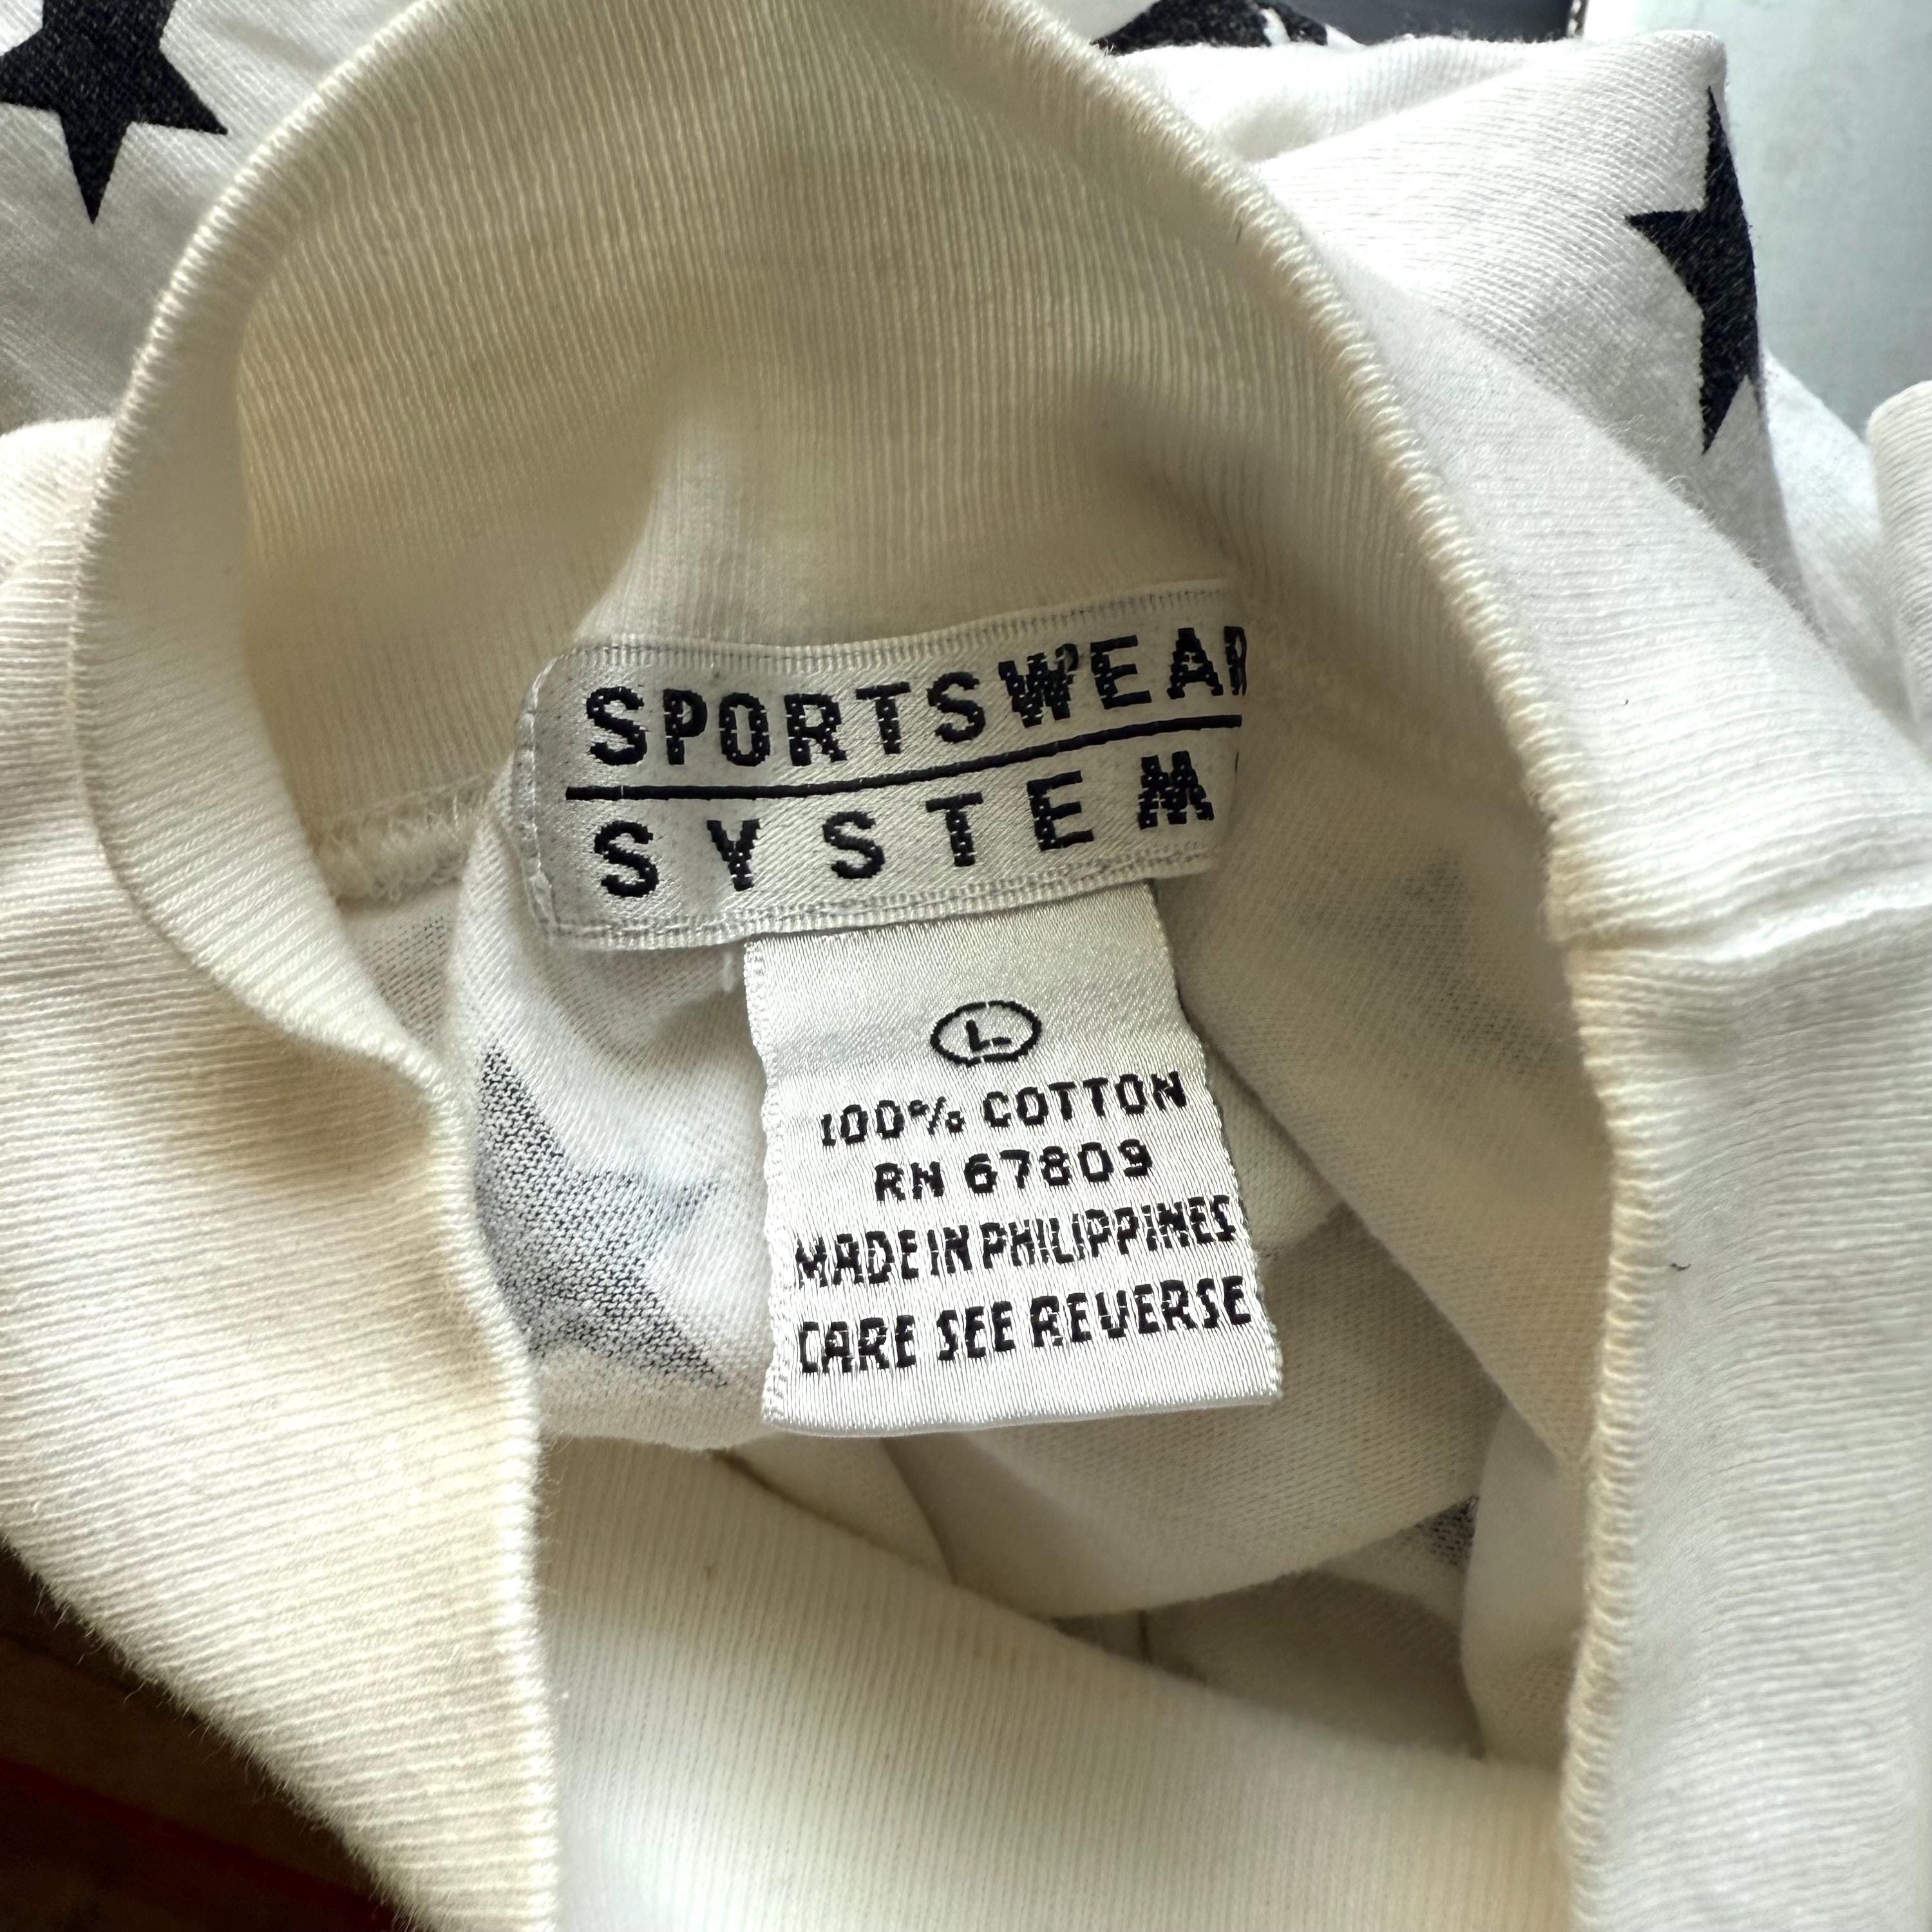 SPORTSWEAR
SYSTEM
L
100% COTTON
RN 67809
MADE IN PHILIPPINES
CARE SEE REVERSE